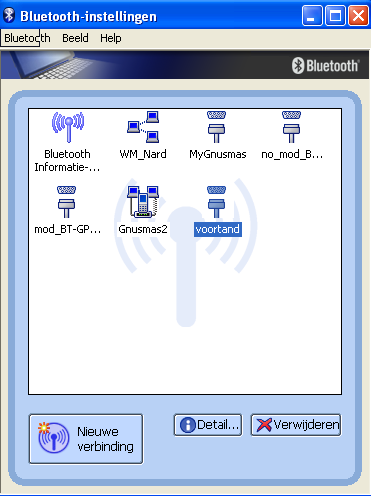 Bluetooth-instellingen
Bluetooth Beeld Help
Bluetooth®
Bluetooth
Informatie-...
WM_Nard
MyGnusmas
no_mod_B...
mod_BT-GP...
Gnusmas2
voortand
Nieuwe
verbinding
Detail...
Verwijderen